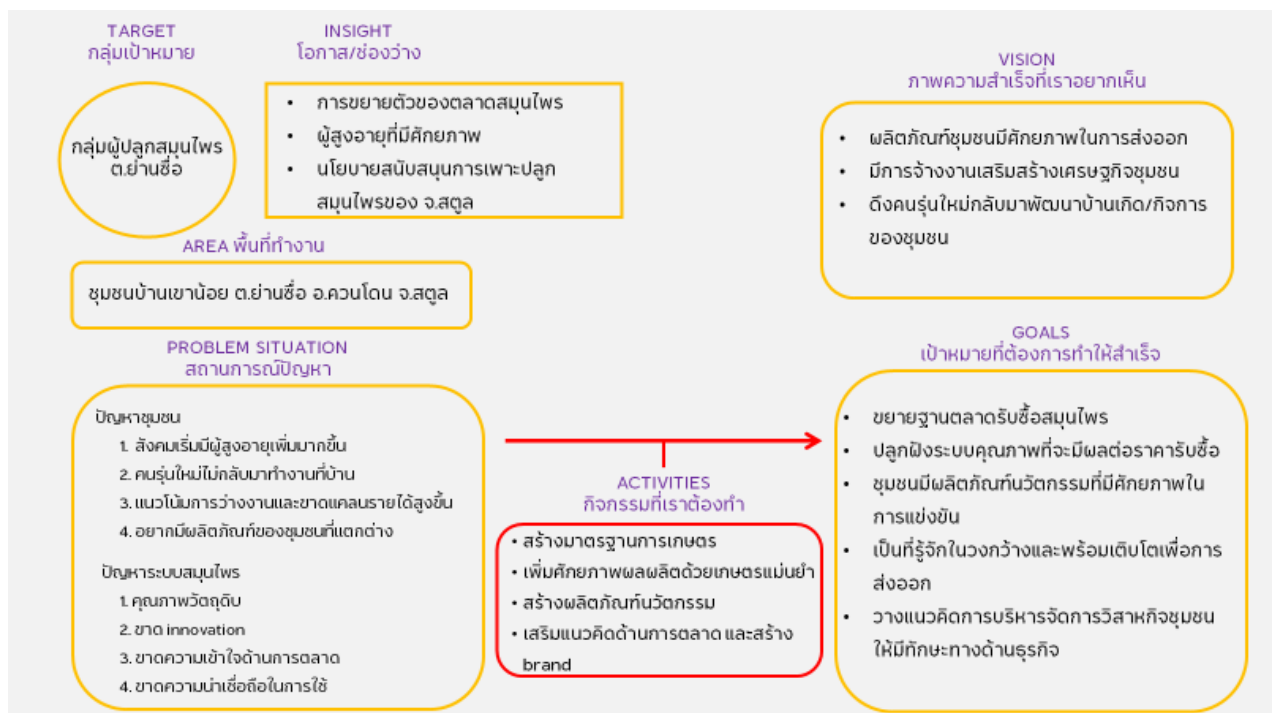 TARGET
กลุ่มเป้าหมาย
กลุ่มผู้ปลูกสมุนไพร
ต.ย่านซื่อ
INSIGHT
โอกาส/ช่องว่าง
• การขยายตัวของตลาดสมุนไพร
• ผู้สูงอายุที่มีศักยภาพ
• นโยบายสนับสนุนการเพาะปลูก
สมุนไพรของ จ.สตูล
AREA พื้นที่ทำงาน
ชุมชนบ้านเขาน้อย ต.ย่านซื่อ อ.ควนโดน จ.สตูล
VISION
ภาพความสำเร็จที่เราอยากเห็น
• ผลิตภัณฑ์ชุมชนมีศักยภาพในการส่งออก
• มีการจ้างงานเสริมสร้างเศรษฐกิจชุมชน
• ดึงคนรุ่นใหม่กลับมาพัฒนาบ้านเกิด/กิจการ
ของชุมชน
PROBLEM SITUATION
สถานการณ์ปัญหา
ปัญหาชุมชน
1. สังคมเริ่มมีผู้สูงอายุเพิ่มมากขึ้น
2. คนรุ่นใหม่ไม่กลับมาทำงานที่บ้าน
3. แนวโน้มการว่างงานและขาดแคลนรายได้สูงขึ้น
4. อยากมีผลิตภัณฑ์ของชุมชนที่แตกต่าง
ปัญหาระบบสมุนไพร
1. คุณภาพวัตถุดิบ
2. ขาด innovation
3. ขาดความเข้าใจด้านการตลาด
4. ขาดความน่าเชื่อถือในการใช้
ACTIVITIES
กิจกรรมที่เราต้องทำ
• สร้างมาตรฐานการเกษตร
• เพิ่มศักยภาพผลผลิตด้วยเกษตรแม่นยำ
• สร้างผลิตภัณฑ์นวัตกรรม
• เสริมแนวคิดด้านการตลาด และสร้าง
brand
GOALS
เป้าหมายที่ต้องการทำให้สำเร็จ
• ขยายฐานตลาดรับซื้อสมุนไพร
• ปลูกฝังระบบคุณภาพที่จะมีผลต่อราคารับซื้อ
• ชุมชนมีผลิตภัณฑ์นวัตกรรมที่มีศักยภาพใน
การแข่งขัน
• เป็นที่รู้จักในวงกว้างและพร้อมเติบโตเพื่อการ
ส่งออก
• วางแนวคิดการบริหารจัดการวิสาหกิจชุมชน
ให้มีทักษะทางด้านธุรกิจ